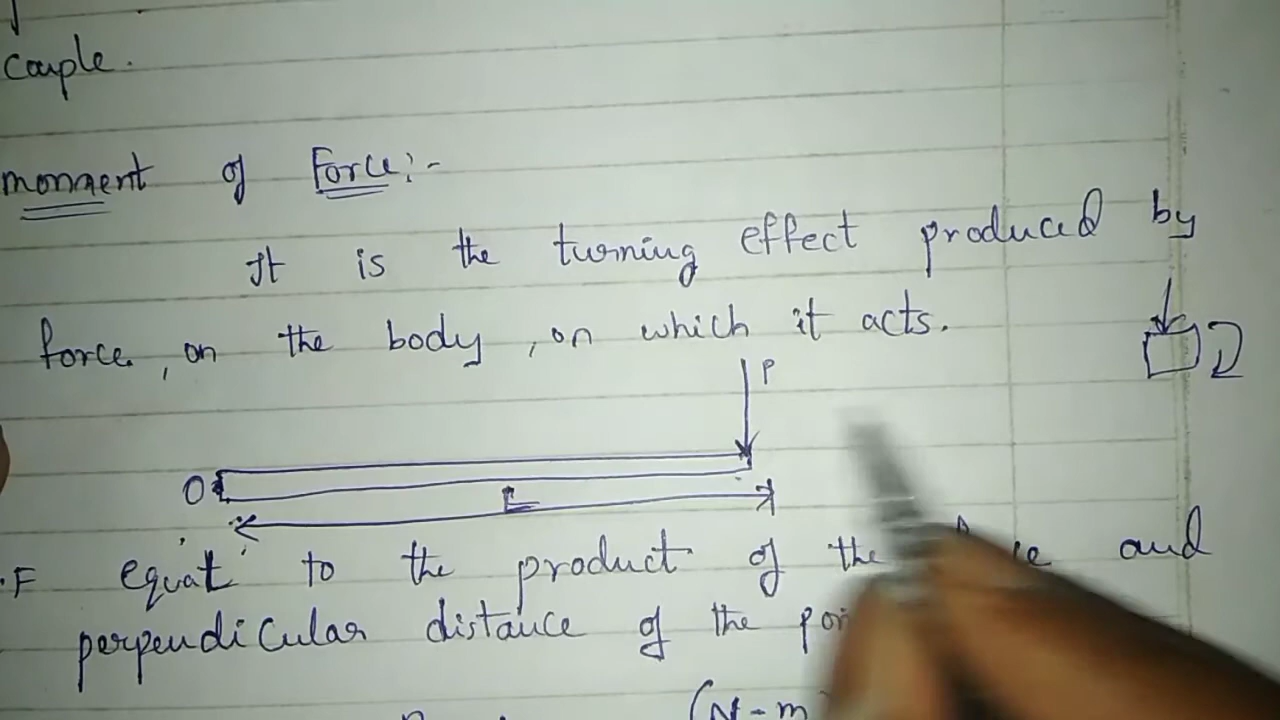 Couple.
moment of Force:-
It is the turning effect produced by
force, on the body, on which it acts.
P
O
L
.F equat to the product of the and
perpendicular distance of the
(N-m